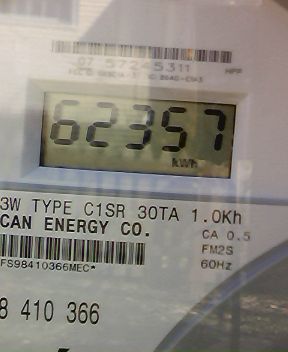 07 57245311
62357
kWh
3W TYPE C1SR 30TA 1.0Kh
CAN ENERGY CO.
CA 0.5
FM2S
FS98410366MEC*
60Hz
8 410 366